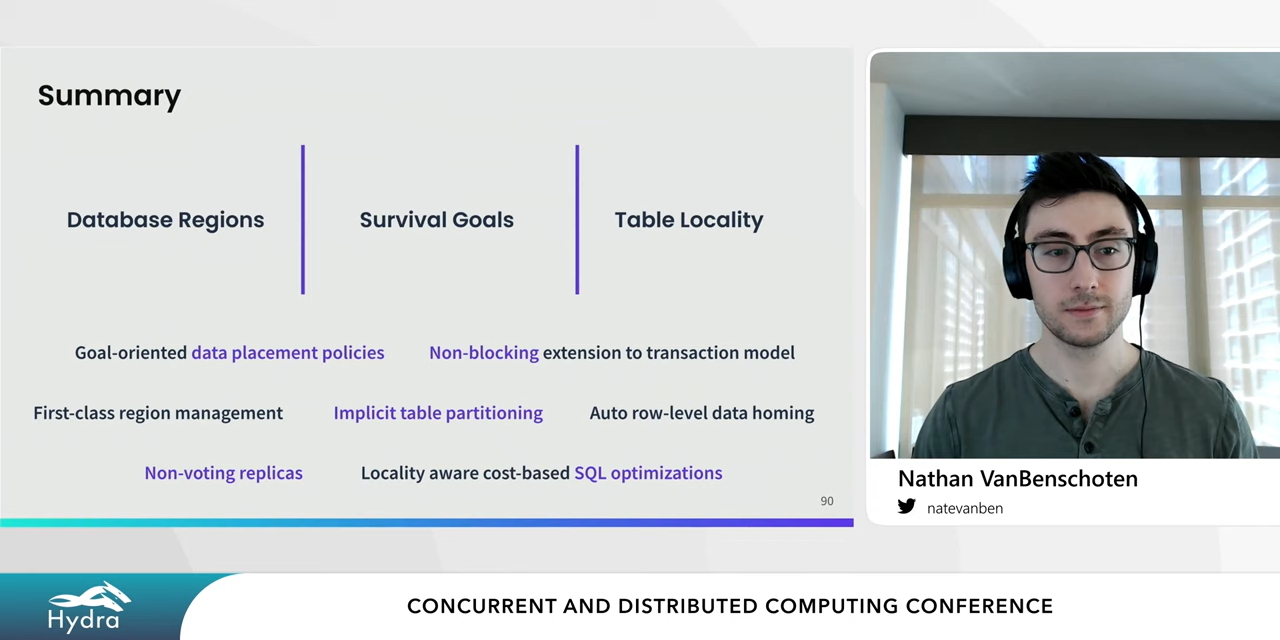 Summary
Database Regions
Survival Goals
Table Locality
Goal-oriented data placement policies
Non-blocking extension to transaction model
First-class region management
Implicit table partitioning
Auto row-level data homing
Non-voting replicas
Locality aware cost-based SQL optimizations
90
Nathan VanBenschoten
natevanben
Hydra
CONCURRENT AND DISTRIBUTED COMPUTING CONFERENCE